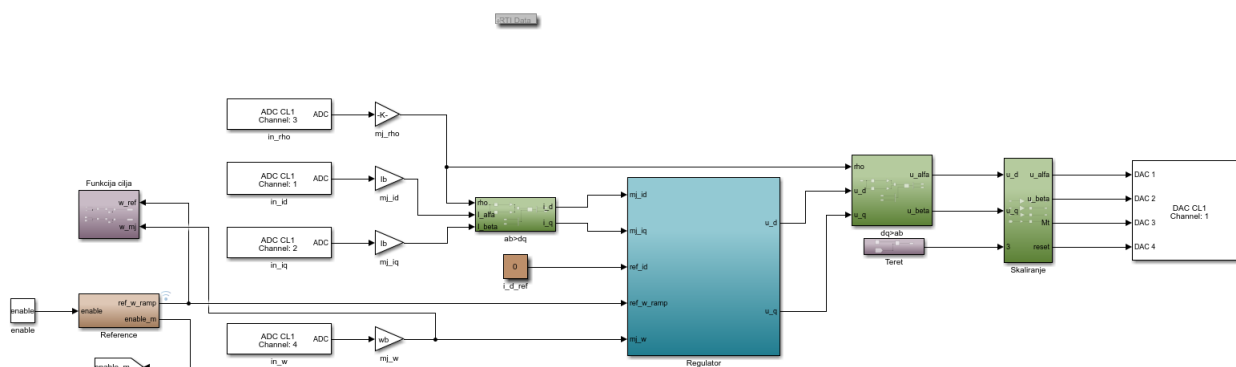 RTI Data
ADC CL1
Channel: 3
ADC
in_rho
-K-
mj_rho
ADC CL1
Channel: 1
ADC
in_id
Ib
mj_id
ADC CL1
Channel: 2
ADC
in_iq
Ib
mj_iq
ADC CL1
Channel: 4
ADC
in_w
wb
mj_w
Funkcija cilja
w_ref
w_mj
enable
enable
enable
ref_w_ramp
enable_m
Reference
enable_m
rho
I_alfa
I_beta
i_d
i_q
ab>dq
0
i_d_ref
mj_id
mj_iq
ref_id
ref_w_ramp
mj_w
u_d
u_q
Regulator
rho
u_d
u_q
u_alfa
u_beta
dq>ab
Teret
u_d
u_q
3
u_alfa
u_beta
Mt
reset
Skaliranje
DAC 1
DAC 2
DAC 3
DAC 4
DAC CL1
Channel: 1